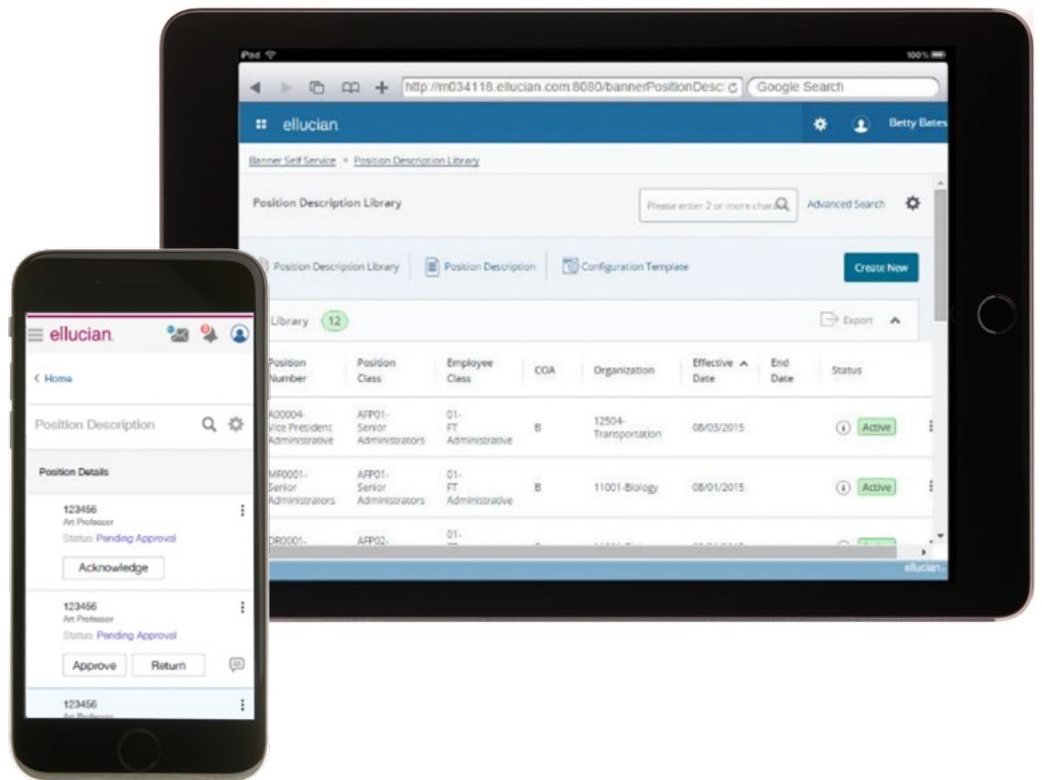 iPad
100%
http://m034118.ellucian.com:8080/bannerPositionDesc
Google Search
ellucian.
Betty Bates
Banner Self Service • Position Description Library
Position Description Library
Please enter 2 or more chara
Advanced Search
Position Description Library
Position Description
Configuration Template
Create New
Library 12
Export
Position Number
Position Class
Employee Class
COA
Organization
Effective Date
End Date
Status
A00004-
Vice President
Administrative
AFP01-
Senior
Administrators
01-
FT
Administrative
B
12504-
Transportation
08/03/2015
Active
MF0001-
Senior
Administrators
AFP01-
Senior
Administrators
01-
FT
Administrative
B
11001-Biology
08/01/2015
Active
DR0001-
AFP02-
01-
ellucian.
ellucian.
Home
Position Description
Position Details
123456
Art Professor
Status: Pending Approval
Acknowledge
123456
Art Professor
Status: Pending Approval
Approve
Return
123456
Art Professor